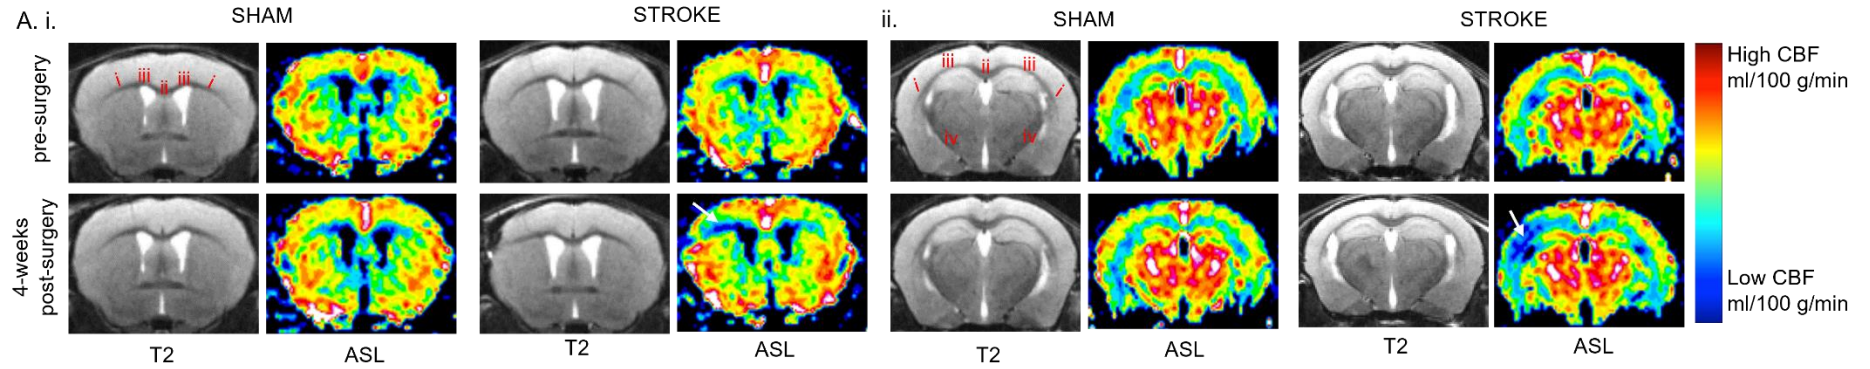 A. i.
SHAM
STROKE
ii.
SHAM
STROKE
pre-surgery
i
iii
ii
iii
i
i
iii
ii
iii
i
iv
iv
High CBF
ml/100 g/min
4-weeks
post-surgery
Low CBF
ml/100 g/min
T2
ASL
T2
ASL
T2
ASL
T2
ASL